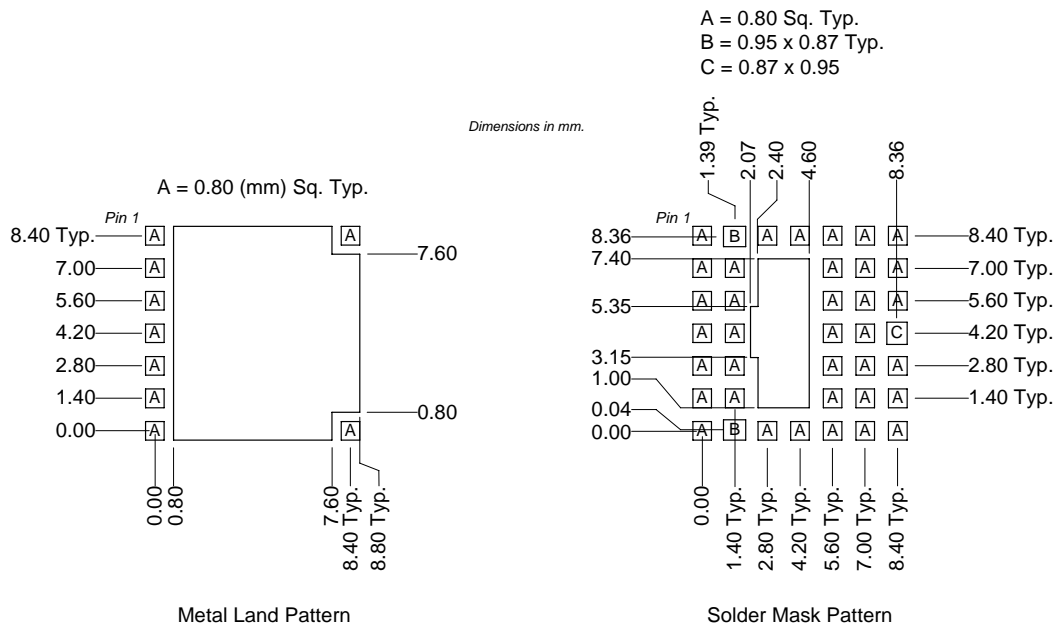 A = 0.80 Sq. Typ.
B = 0.95 x 0.87 Typ.
C = 0.87 x 0.95
Dimensions in mm.
A = 0.80 (mm) Sq. Typ.
Pin 1
8.40 Typ. A A
7.60
7.00 A
5.60 A
4.20 A
2.80 A
1.40 A
0.80
0.00 A A
0.00
0.80
7.60
8.40 Typ.
8.80 Typ.
Metal Land Pattern
1.39 Typ.
2.07
2.40
4.60
8.36
Pin 1
8.36 A B A A A A A 8.40 Typ.
7.40
A A A A A 7.00 Typ.
5.35 A A A A A 5.60 Typ.
A A A A C 4.20 Typ.
3.15 A A A A A 2.80 Typ.
1.00
A A A A A 1.40 Typ.
0.04
0.00 A B A A A A A
0.00
1.40 Typ.
2.80 Typ.
4.20 Typ.
5.60 Typ.
7.00 Typ.
8.40 Typ.
Solder Mask Pattern